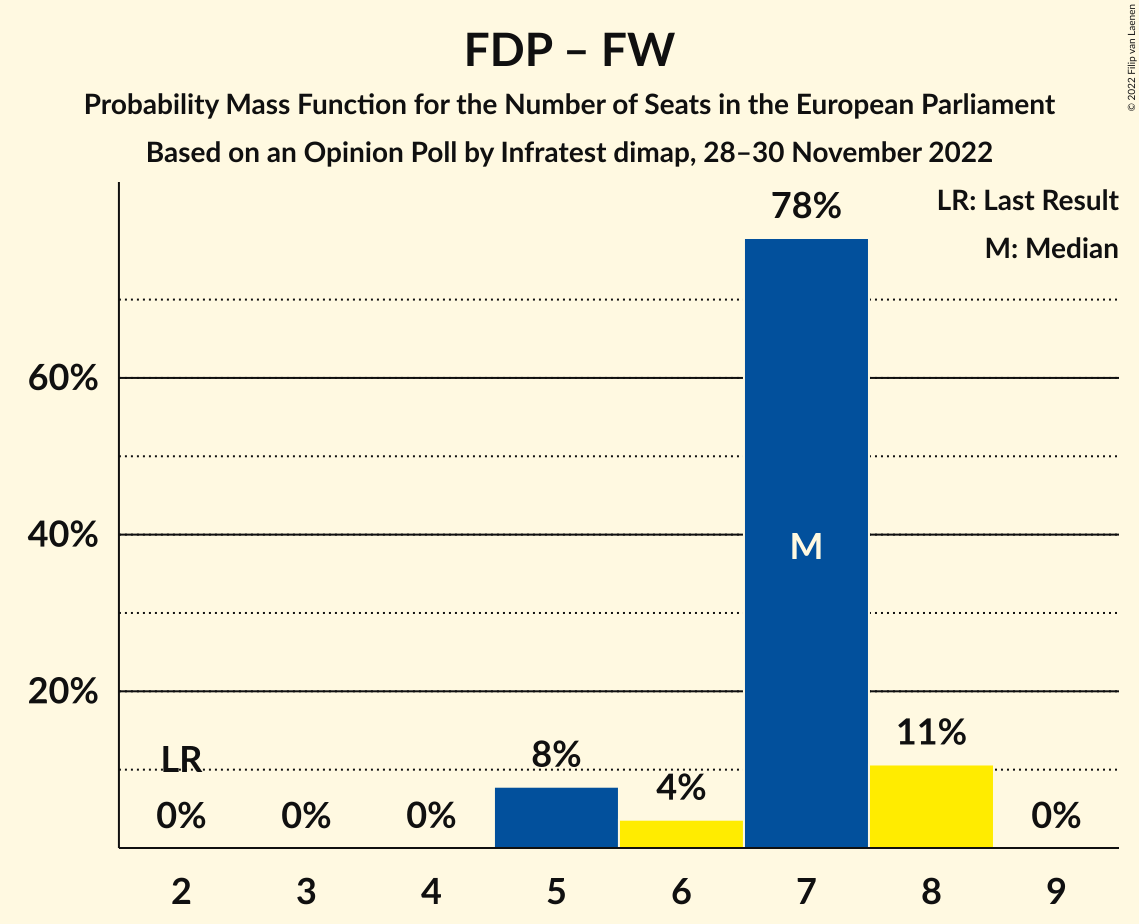 FDP – FW
Probability Mass Function for the Number of Seats in the European Parliament
Based on an Opinion Poll by Infratest dimap, 28–30 November 2022
© 2022 Filip van Laenen
LR: Last Result
M: Median
78%
60%
40%
20%
M
LR
0%
0%
0%
8%
4%
11%
0%
2 3 4 5 6 7 8 9